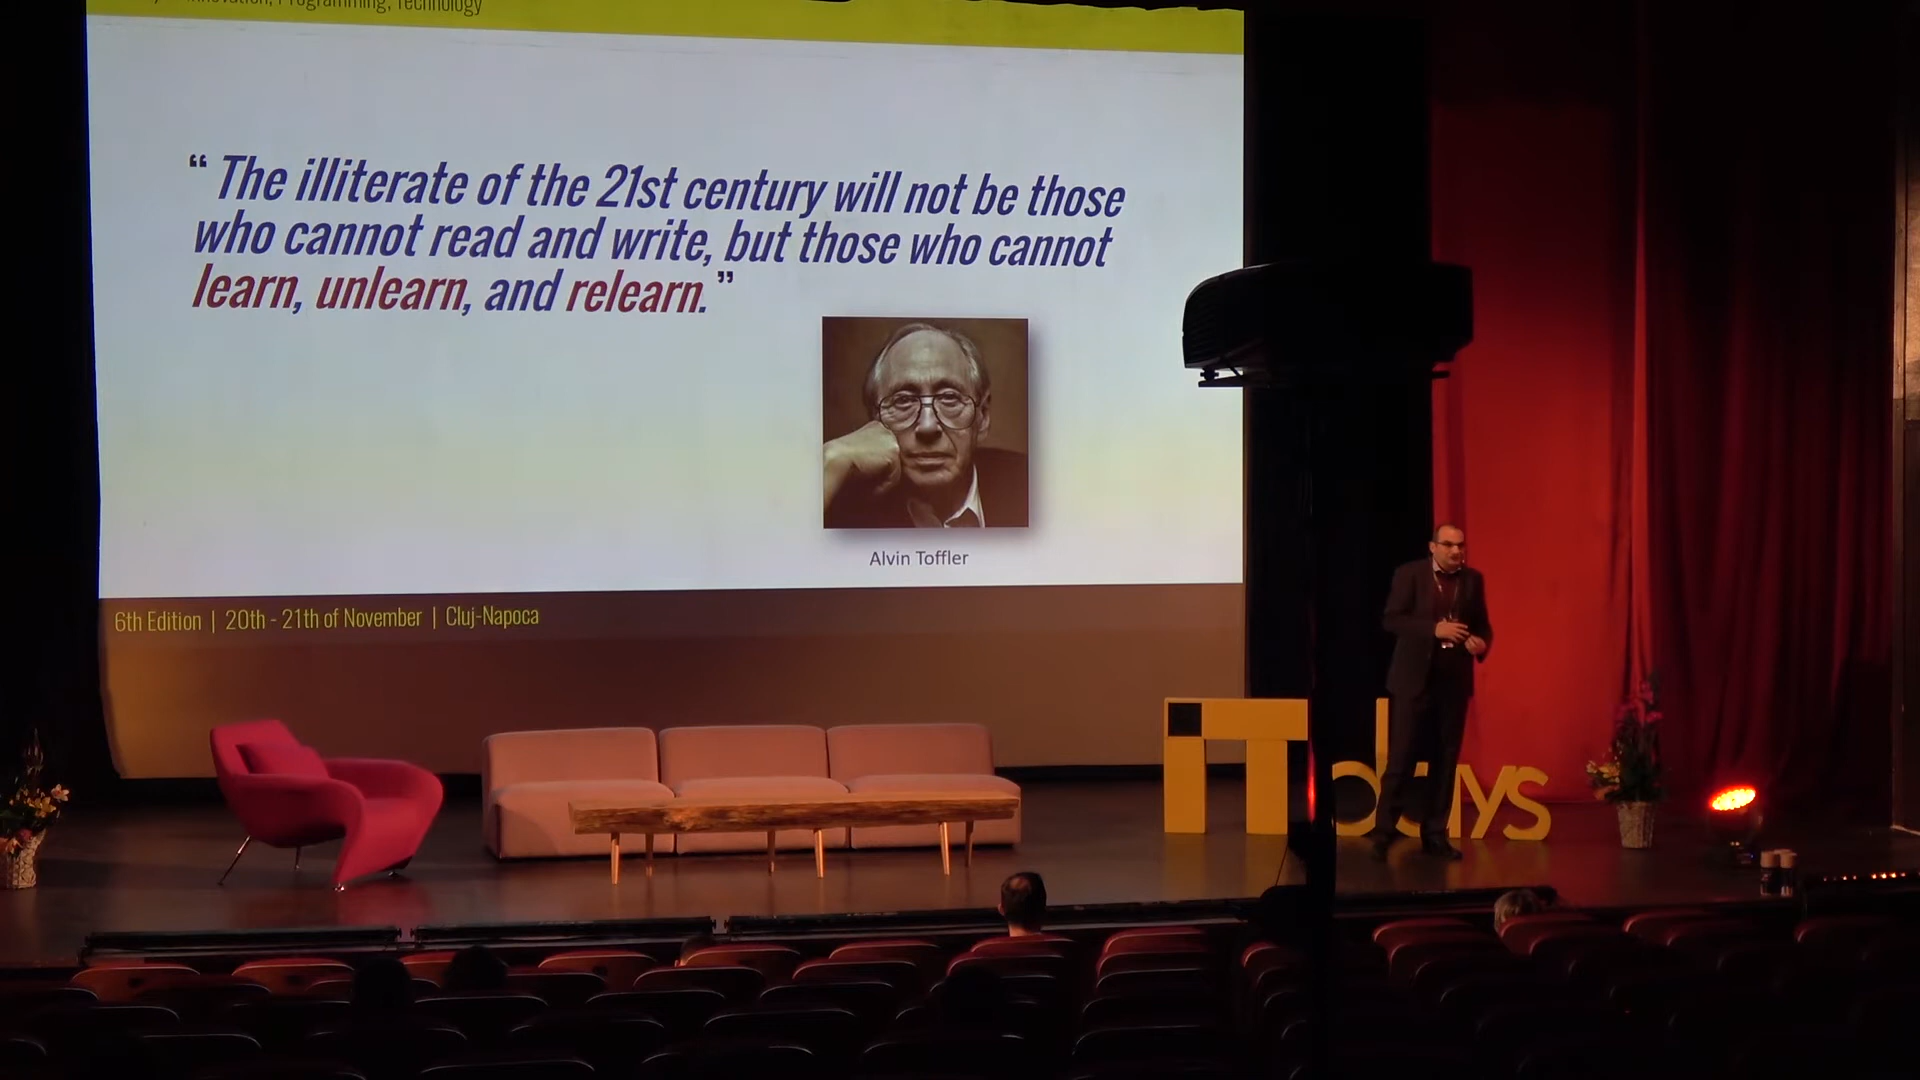 Innovation, Programming, Technology
“ The illiterate of the 21st century will not be those
who cannot read and write, but those who cannot
learn, unlearn, and relearn.”
Alvin Toffler
6th Edition | 20th - 21th of November | Cluj-Napoca
iT days